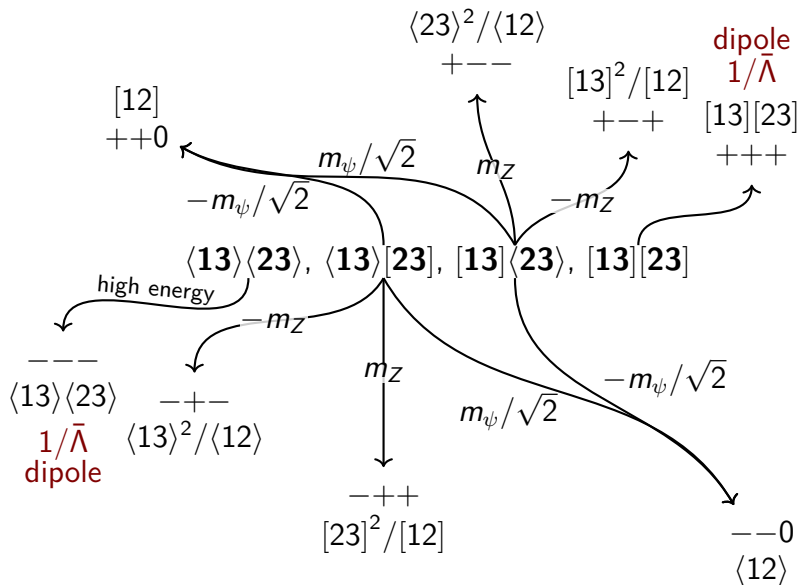 ⟨23⟩²/⟨12⟩
+−−
dipole
1/Λ̄
[13]²/[12]
+−+
[13][23]
+++
[12]
++0
m_ψ/√2
−m_ψ/√2
m_Z
−m_Z
⟨13⟩⟨23⟩, ⟨13⟩[23], [13]⟨23⟩, [13][23]
high energy
−m_Z
m_Z
m_ψ/√2
−m_ψ/√2
−−−
⟨13⟩⟨23⟩
1/Λ̄
dipole
−+−
⟨13⟩²/⟨12⟩
−++
[23]²/[12]
−−0
⟨12⟩